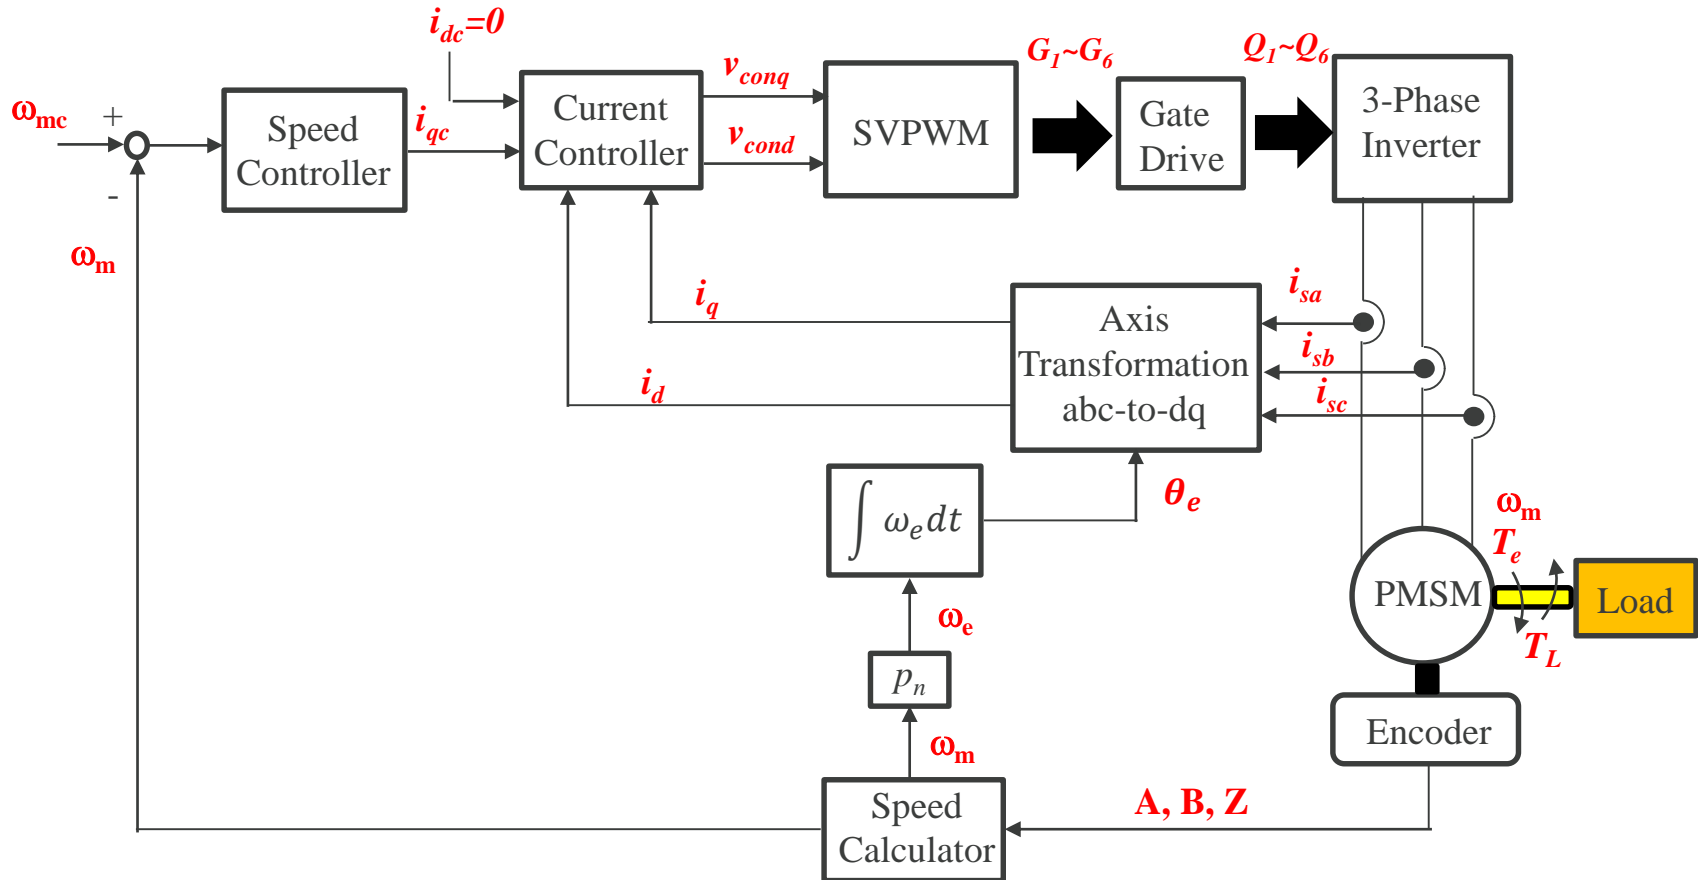 i_dc=0
ω_mc
+
-
ω_m
Speed
Controller
i_qc
Current
Controller
v_conq
v_cond
SVPWM
G_1~G_6
Gate
Drive
Q_1~Q_6
3-Phase
Inverter
i_q
i_d
Axis
Transformation
abc-to-dq
i_sa
i_sb
i_sc
∫ ω_e dt
θ_e
ω_e
p_n
ω_m
Speed
Calculator
A, B, Z
PMSM
ω_m
T_e
T_L
Load
Encoder